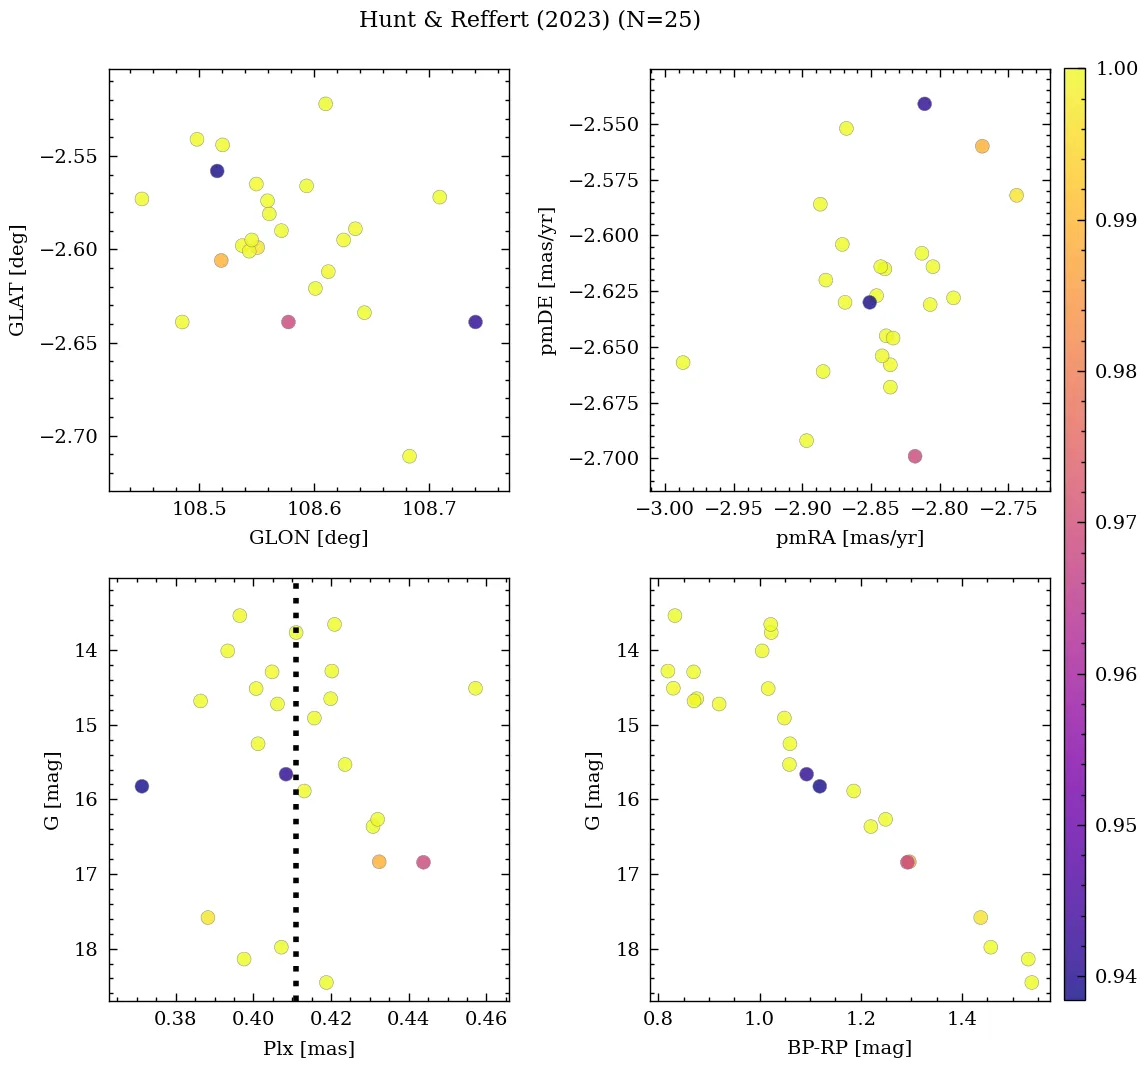 Hunt & Reffert (2023) (N=25)
−2.55
−2.60
−2.65
−2.70
GLAT [deg]
108.5 108.6 108.7
GLON [deg]
−2.550
−2.575
−2.600
−2.625
−2.650
−2.675
−2.700
pmDE [mas/yr]
−3.00 −2.95 −2.90 −2.85 −2.80 −2.75
pmRA [mas/yr]
14
15
16
17
18
G [mag]
0.38 0.40 0.42 0.44 0.46
Plx [mas]
14
15
16
17
18
G [mag]
0.8 1.0 1.2 1.4
BP-RP [mag]
1.00
0.99
0.98
0.97
0.96
0.95
0.94